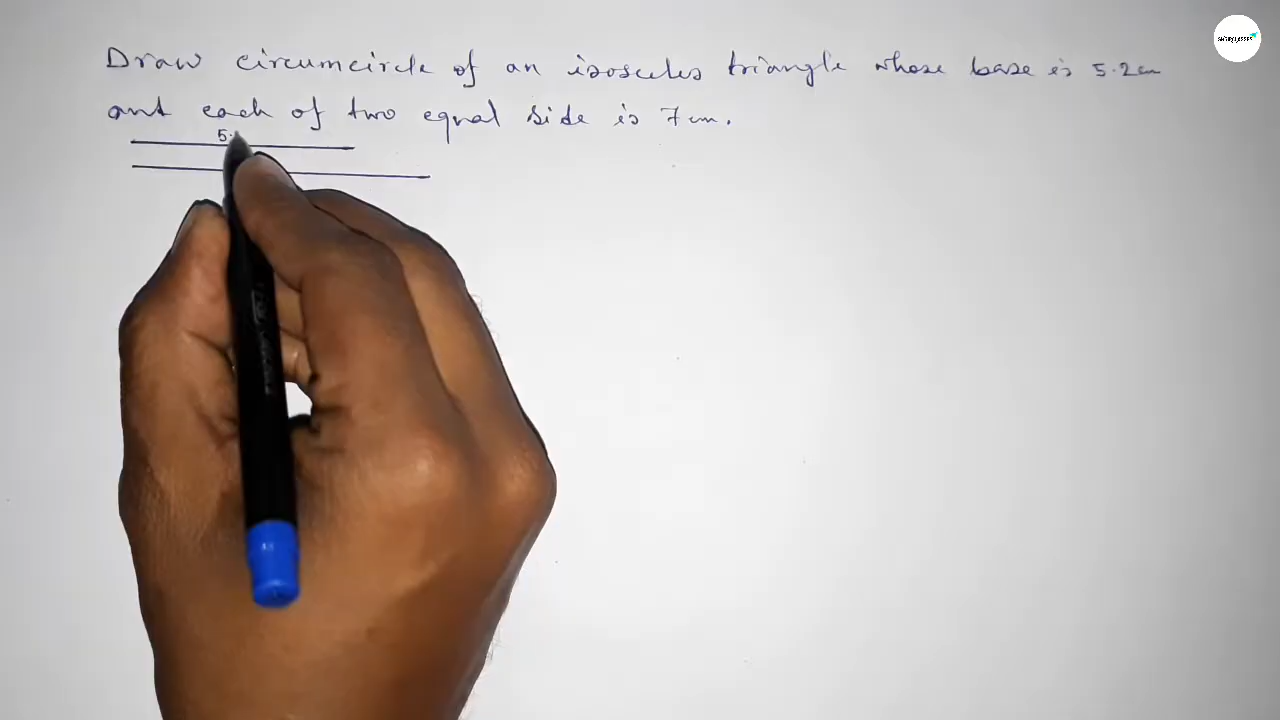 Draw circumcircle of an isosceles triangle whose base is 5.2cm
and each of two equal side is 7cm.
5.